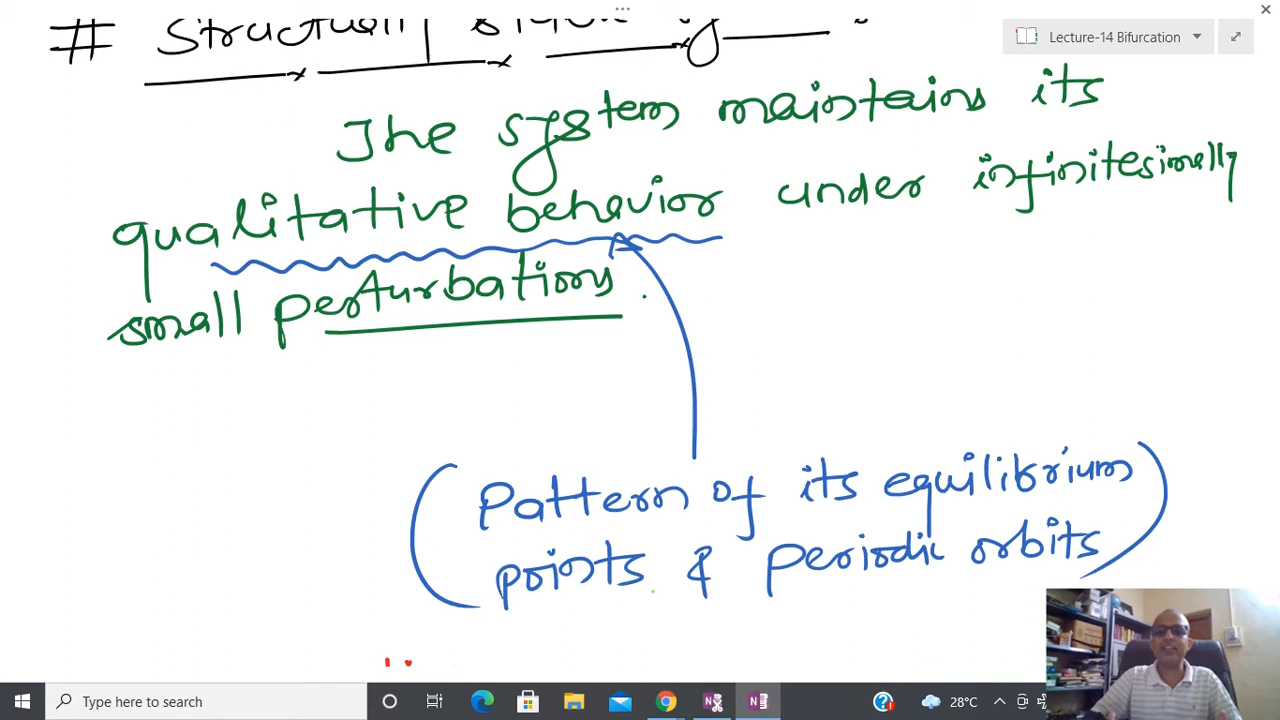 # Structurally
Lecture-14 Bifurcation
The system maintains its
qualitative behavior under infinitesimally
small perturbations.
(Pattern of its equilibrium
points & periodic orbits)
Type here to search
28°C